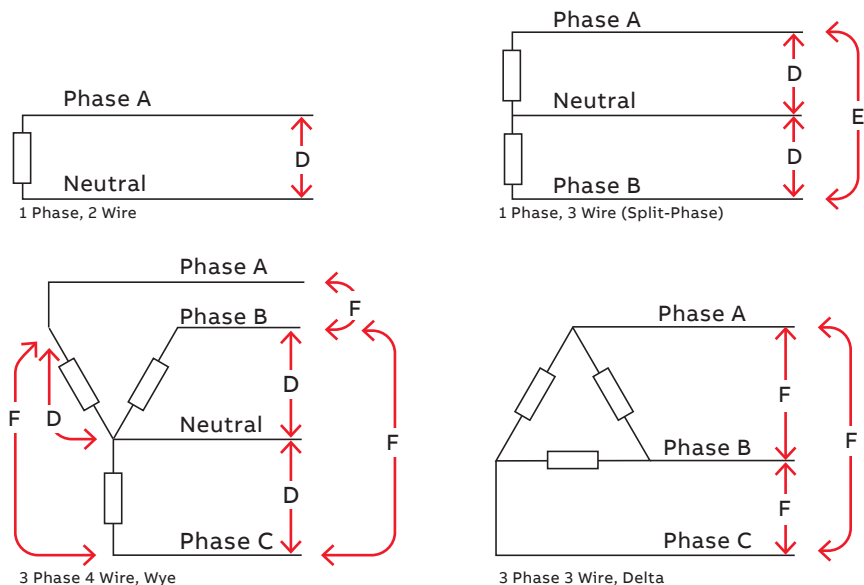 Phase A
D
Neutral
1 Phase, 2 Wire
Phase A
D
Neutral
E
D
Phase B
1 Phase, 3 Wire (Split-Phase)
Phase A
F
Phase B
D
F
D
Neutral
F
D
Phase C
3 Phase 4 Wire, Wye
Phase A
F
F
Phase B
F
Phase C
3 Phase 3 Wire, Delta